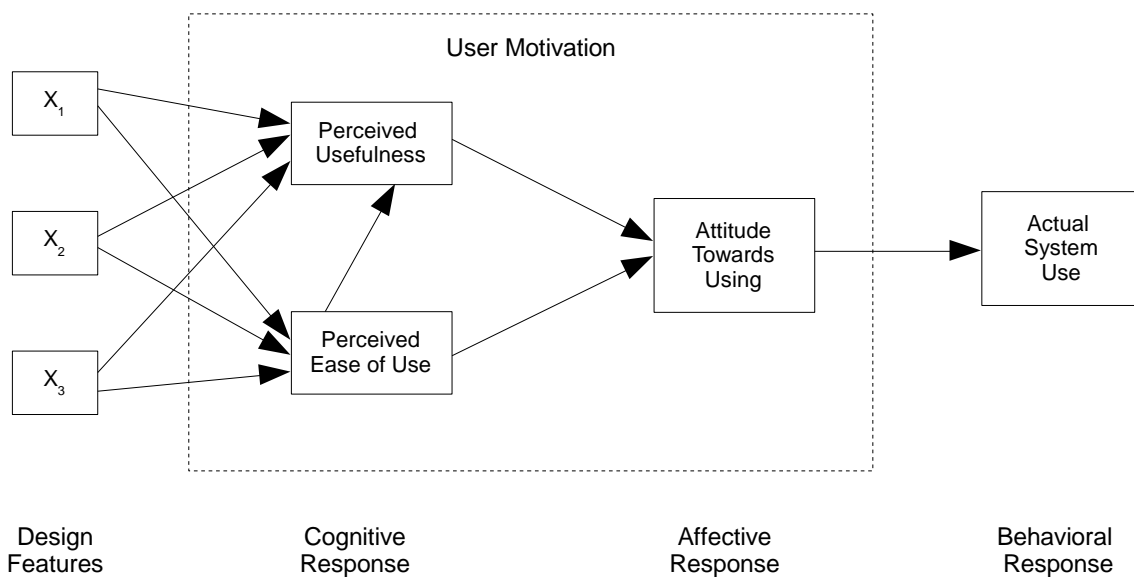 User Motivation
X1
Perceived
Usefulness
X2
Attitude
Towards
Using
Actual
System
Use
X3
Perceived
Ease of Use
Design
Features
Cognitive
Response
Affective
Response
Behavioral
Response